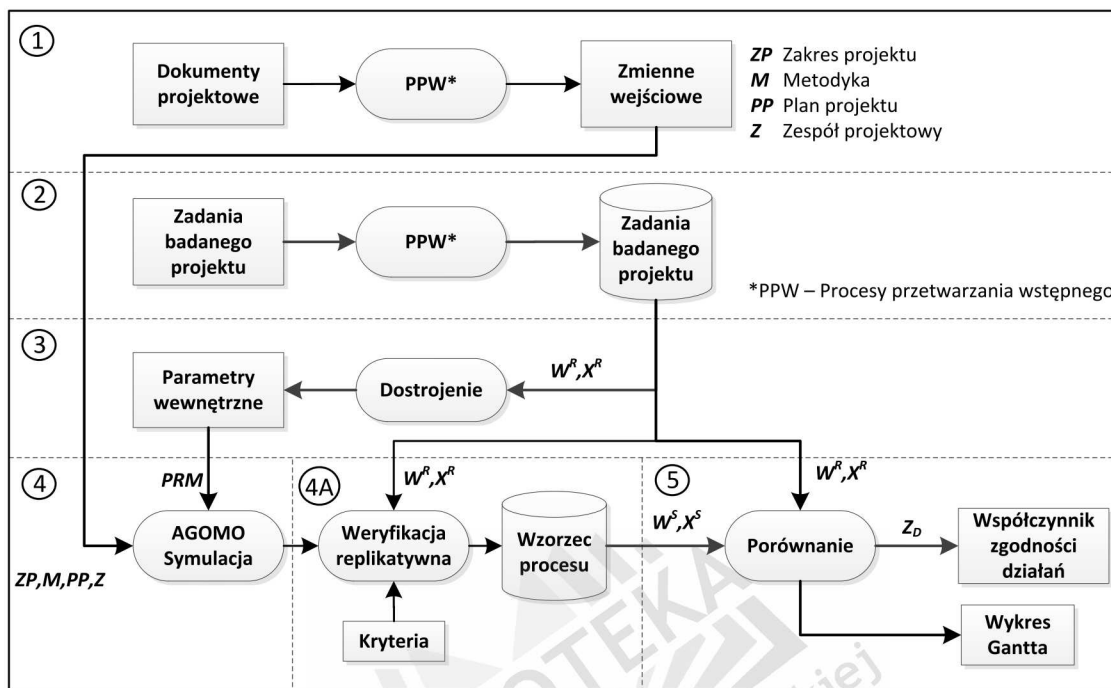 1
Dokumenty
projektowe
PPW*
Zmienne
wejściowe
ZP Zakres projektu
M Metodyka
PP Plan projektu
Z Zespół projektowy
2
Zadania
badanego
projektu
PPW*
Zadania
badanego
projektu
*PPW – Procesy przetwarzania wstępnego
3
Parametry
wewnętrzne
Dostrojenie
W^R,X^R
4
PRM
AGOMO
Symulacja
ZP,M,PP,Z
4A
W^R,X^R
Weryfikacja
replikatywna
Kryteria
Wzorzec
procesu
5
W^S,X^S
W^R,X^R
Porównanie
Z_D
Współczynnik
zgodności
działań
Wykres
Gantta